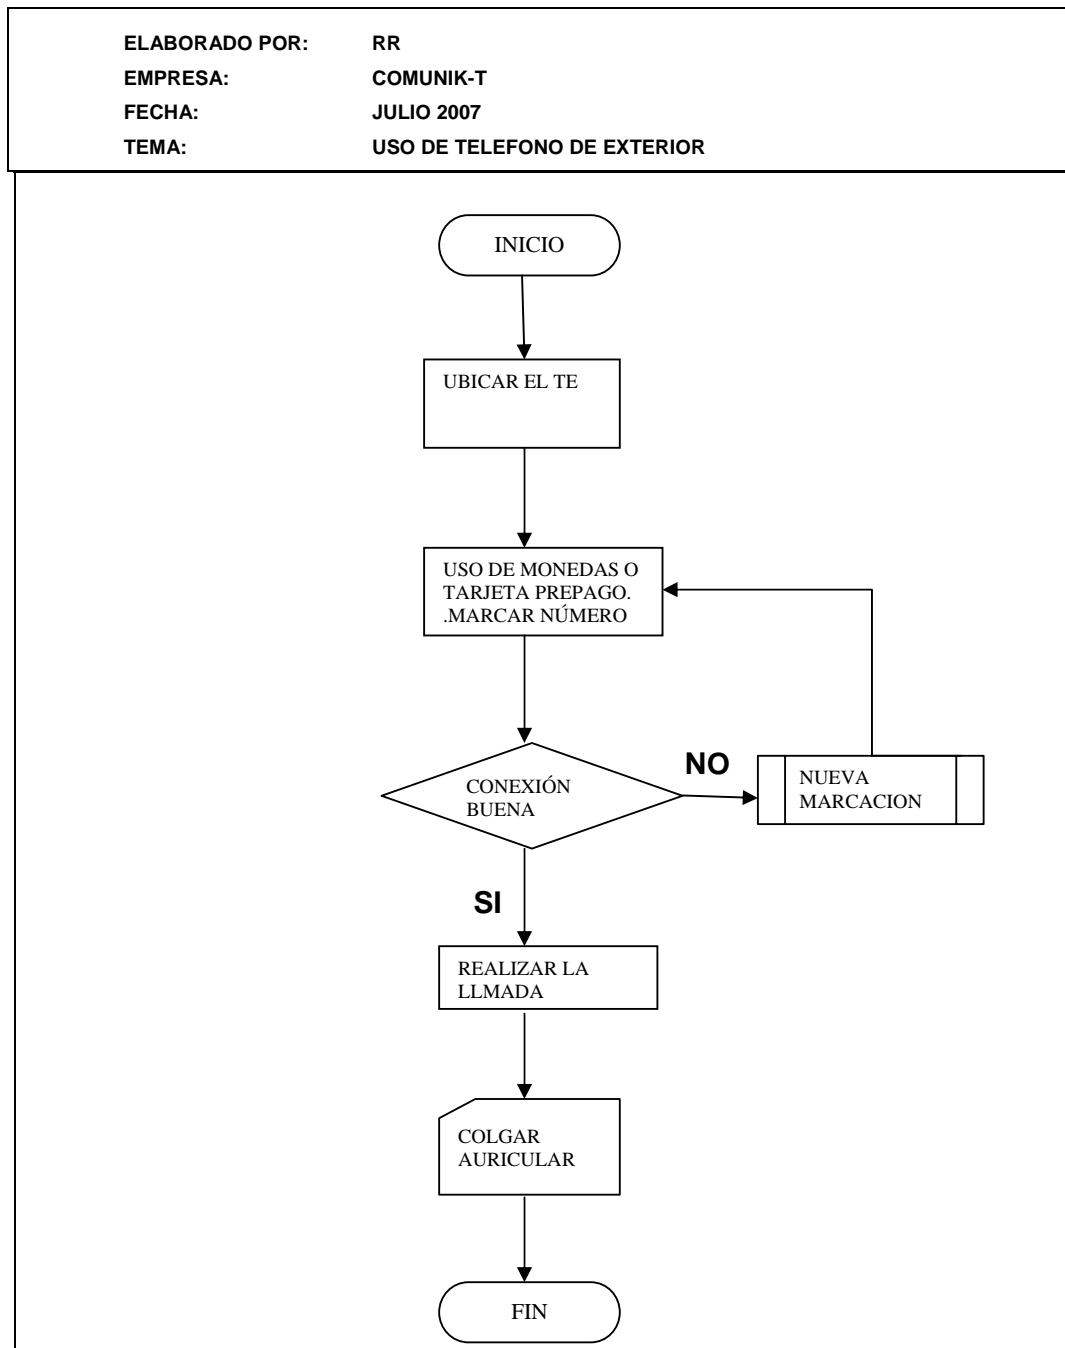 ELABORADO POR: RR
EMPRESA: COMUNIK-T
FECHA: JULIO 2007
TEMA: USO DE TELEFONO DE EXTERIOR
INICIO
UBICAR EL TE
USO DE MONEDAS O
TARJETA PREPAGO.
.MARCAR NÚMERO
CONEXIÓN
BUENA
NO
NUEVA
MARCACION
SI
REALIZAR LA
LLMADA
COLGAR
AURICULAR
FIN